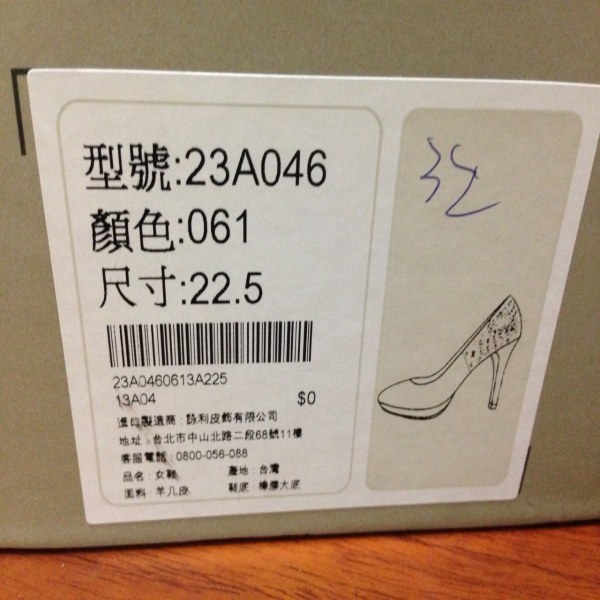 型號:23A046
顏色:061
尺寸:22.5
23A0460613A225
13A04 $0
進口製造商:詠利皮飾有限公司
地址:台北市中山北路二段68號11樓
客服電話:0800-056-088
品名:女鞋 產地:台灣
面料:羊几皮 鞋底:橡膠大底